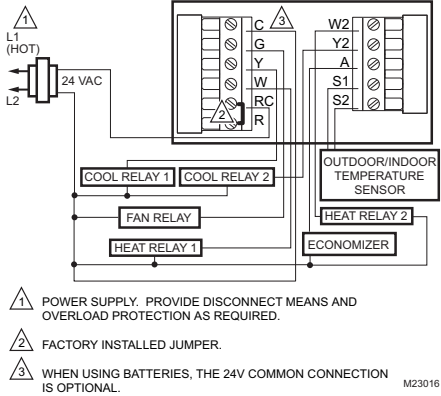 1
L1
(HOT)
24 VAC
L2
C
G
Y
W
RC
R
2
3
W2
Y2
A
S1
S2
OUTDOOR/INDOOR
TEMPERATURE
SENSOR
COOL RELAY 1
COOL RELAY 2
FAN RELAY
HEAT RELAY 2
HEAT RELAY 1
ECONOMIZER
1 POWER SUPPLY. PROVIDE DISCONNECT MEANS AND
OVERLOAD PROTECTION AS REQUIRED.
2 FACTORY INSTALLED JUMPER.
3 WHEN USING BATTERIES, THE 24V COMMON CONNECTION
IS OPTIONAL.
M23016